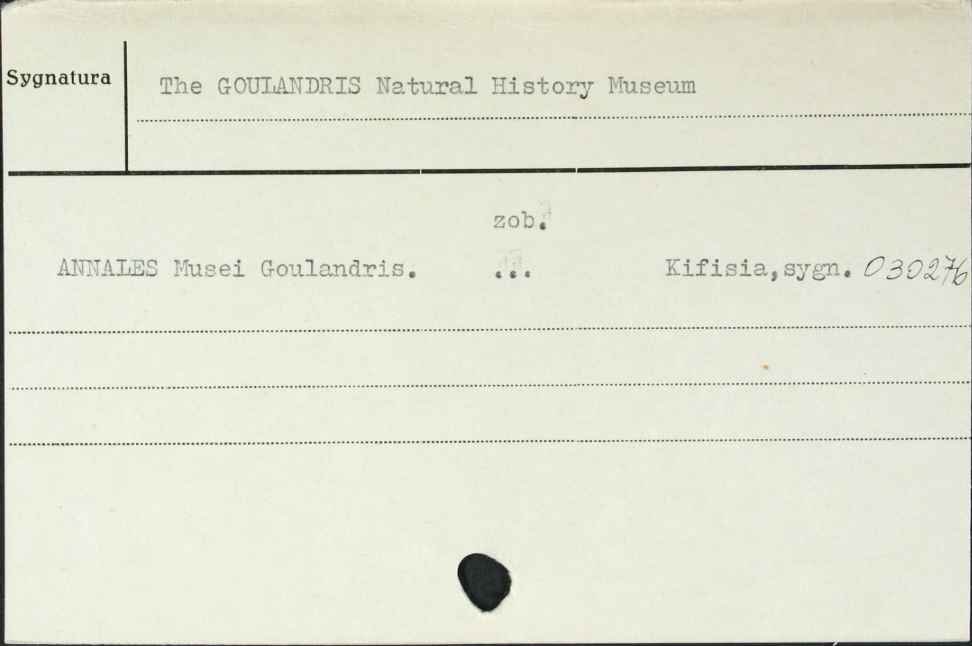 Sygnatura
The GOULANDRIS Natural History Museum
zob.
ANNALES Musei Goulandris. ... Kifisia,sygn. 030276